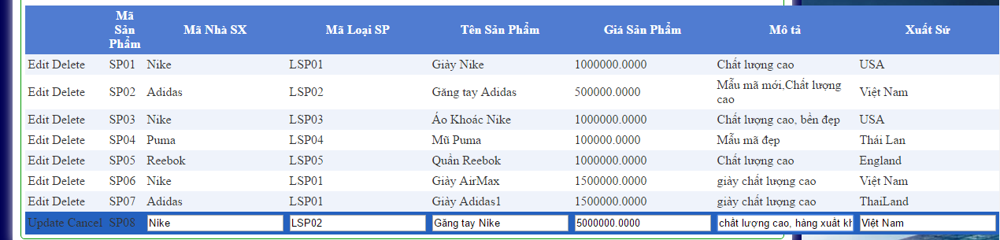 Mã Sản Phẩm Mã Nhà SX Mã Loại SP Tên Sản Phẩm Giá Sản Phẩm Mô tả Xuất Sứ
Edit Delete SP01 Nike LSP01 Giày Nike 1000000.0000 Chất lượng cao USA
Edit Delete SP02 Adidas LSP02 Găng tay Adidas 500000.0000 Mẫu mã mới,Chất lượng cao Việt Nam
Edit Delete SP03 Nike LSP03 Áo Khoác Nike 1000000.0000 Chất lượng cao, bền đẹp USA
Edit Delete SP04 Puma LSP04 Mũ Puma 100000.0000 Mẫu mã đẹp Thái Lan
Edit Delete SP05 Reebok LSP05 Quần Reebok 1000000.0000 Chất lượng cao England
Edit Delete SP06 Nike LSP01 Giày AirMax 1500000.0000 giày chất lượng cao Việt Nam
Edit Delete SP07 Adidas LSP01 Giày Adidas1 1500000.0000 giày chất lượng cao ThaiLand
Update Cancel SP08 Nike LSP02 Găng tay Nike 5000000.0000 chất lượng cao, hàng xuất Việt Nam